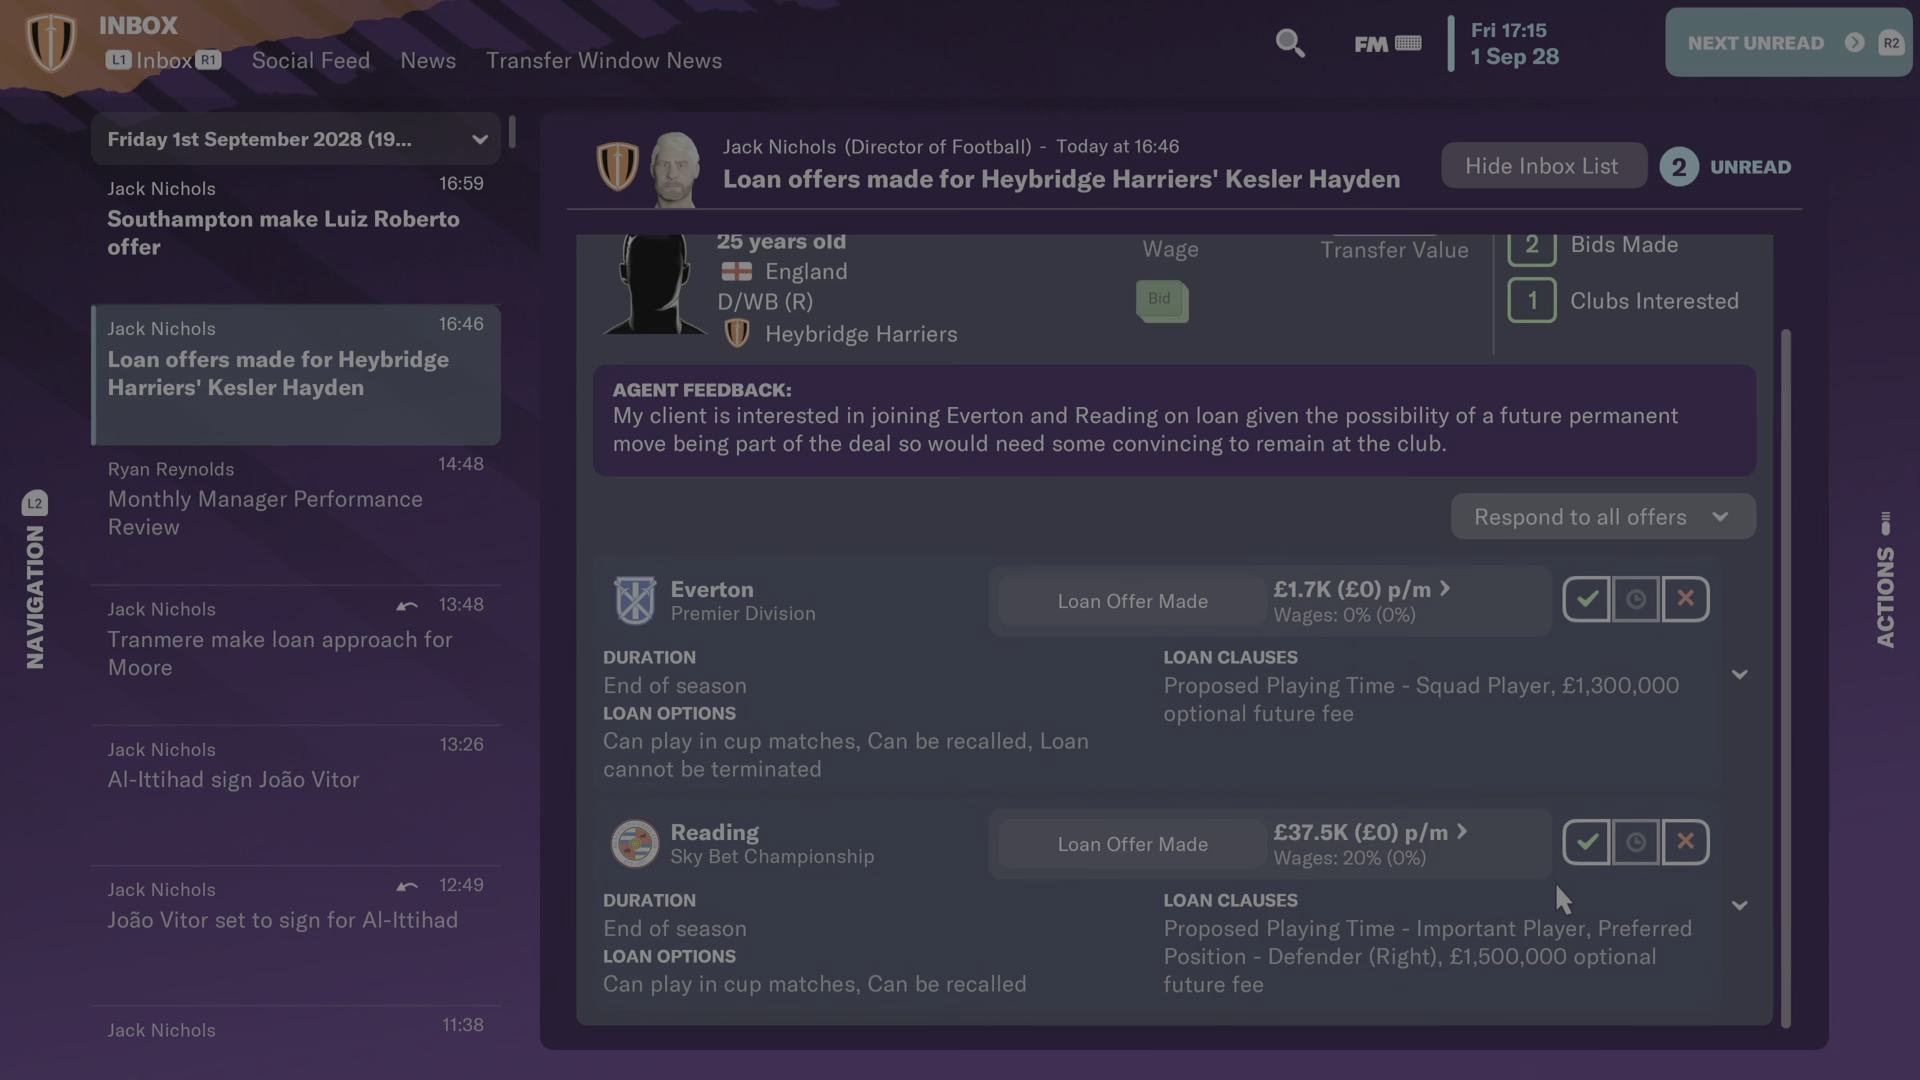 INBOX
L1 Inbox R1 Social Feed News Transfer Window News
FM
Fri 17:15
1 Sep 28
NEXT UNREAD R2
Friday 1st September 2028 (19...
Jack Nichols 16:59
Southampton make Luiz Roberto
offer
Jack Nichols 16:46
Loan offers made for Heybridge
Harriers' Kesler Hayden
Ryan Reynolds 14:48
Monthly Manager Performance
Review
Jack Nichols 13:48
Tranmere make loan approach for
Moore
Jack Nichols 13:26
Al-Ittihad sign João Vitor
Jack Nichols 12:49
João Vitor set to sign for Al-Ittihad
Jack Nichols 11:38
L2
NAVIGATION
Jack Nichols (Director of Football) - Today at 16:46
Loan offers made for Heybridge Harriers' Kesler Hayden
Hide Inbox List
2 UNREAD
25 years old
England
D/WB (R)
Heybridge Harriers
Wage
Bid
Transfer Value
2 Bids Made
1 Clubs Interested
AGENT FEEDBACK:
My client is interested in joining Everton and Reading on loan given the possibility of a future permanent
move being part of the deal so would need some convincing to remain at the club.
Respond to all offers
Everton
Premier Division
Loan Offer Made
£1.7K (£0) p/m
Wages: 0% (0%)
DURATION
End of season
LOAN OPTIONS
Can play in cup matches, Can be recalled, Loan
cannot be terminated
LOAN CLAUSES
Proposed Playing Time - Squad Player, £1,300,000
optional future fee
Reading
Sky Bet Championship
Loan Offer Made
£37.5K (£0) p/m
Wages: 20% (0%)
DURATION
End of season
LOAN OPTIONS
Can play in cup matches, Can be recalled
LOAN CLAUSES
Proposed Playing Time - Important Player, Preferred
Position - Defender (Right), £1,500,000 optional
future fee
ACTIONS